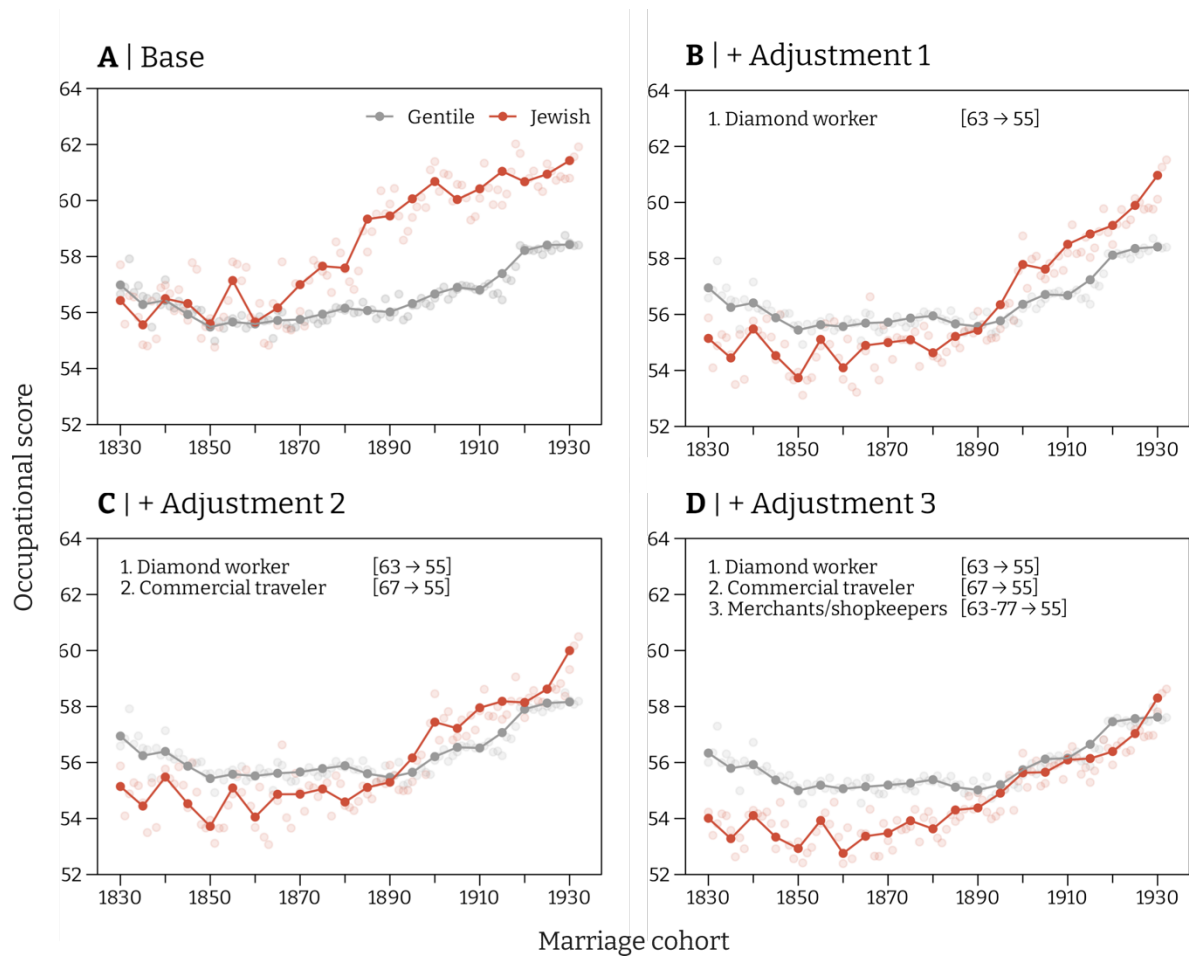 A | Base
64
62
60
58
56
54
52
Gentile Jewish
1830 1850 1870 1890 1910 1930
B | + Adjustment 1
64
62
60
58
56
54
52
1. Diamond worker [63 → 55]
1830 1850 1870 1890 1910 1930
Occupational score
C | + Adjustment 2
64
62
60
58
56
54
52
1. Diamond worker [63 → 55]
2. Commercial traveler [67 → 55]
1830 1850 1870 1890 1910 1930
D | + Adjustment 3
64
62
60
58
56
54
52
1. Diamond worker [63 → 55]
2. Commercial traveler [67 → 55]
3. Merchants/shopkeepers [63-77 → 55]
1830 1850 1870 1890 1910 1930
Marriage cohort